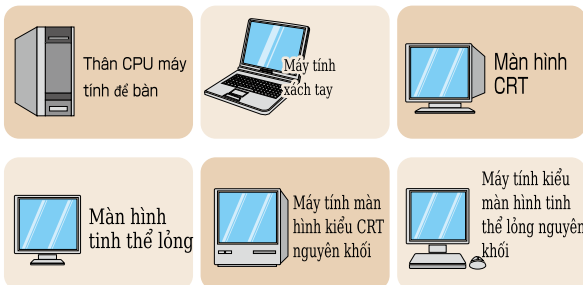 Thân CPU máy
tính để bàn
Máy tính
xách tay
Màn hình
CRT
Màn hình
tinh thể lỏng
Máy tính màn
hình kiểu CRT
nguyên khối
Máy tính kiểu
màn hình tinh
thể lỏng nguyên
khối